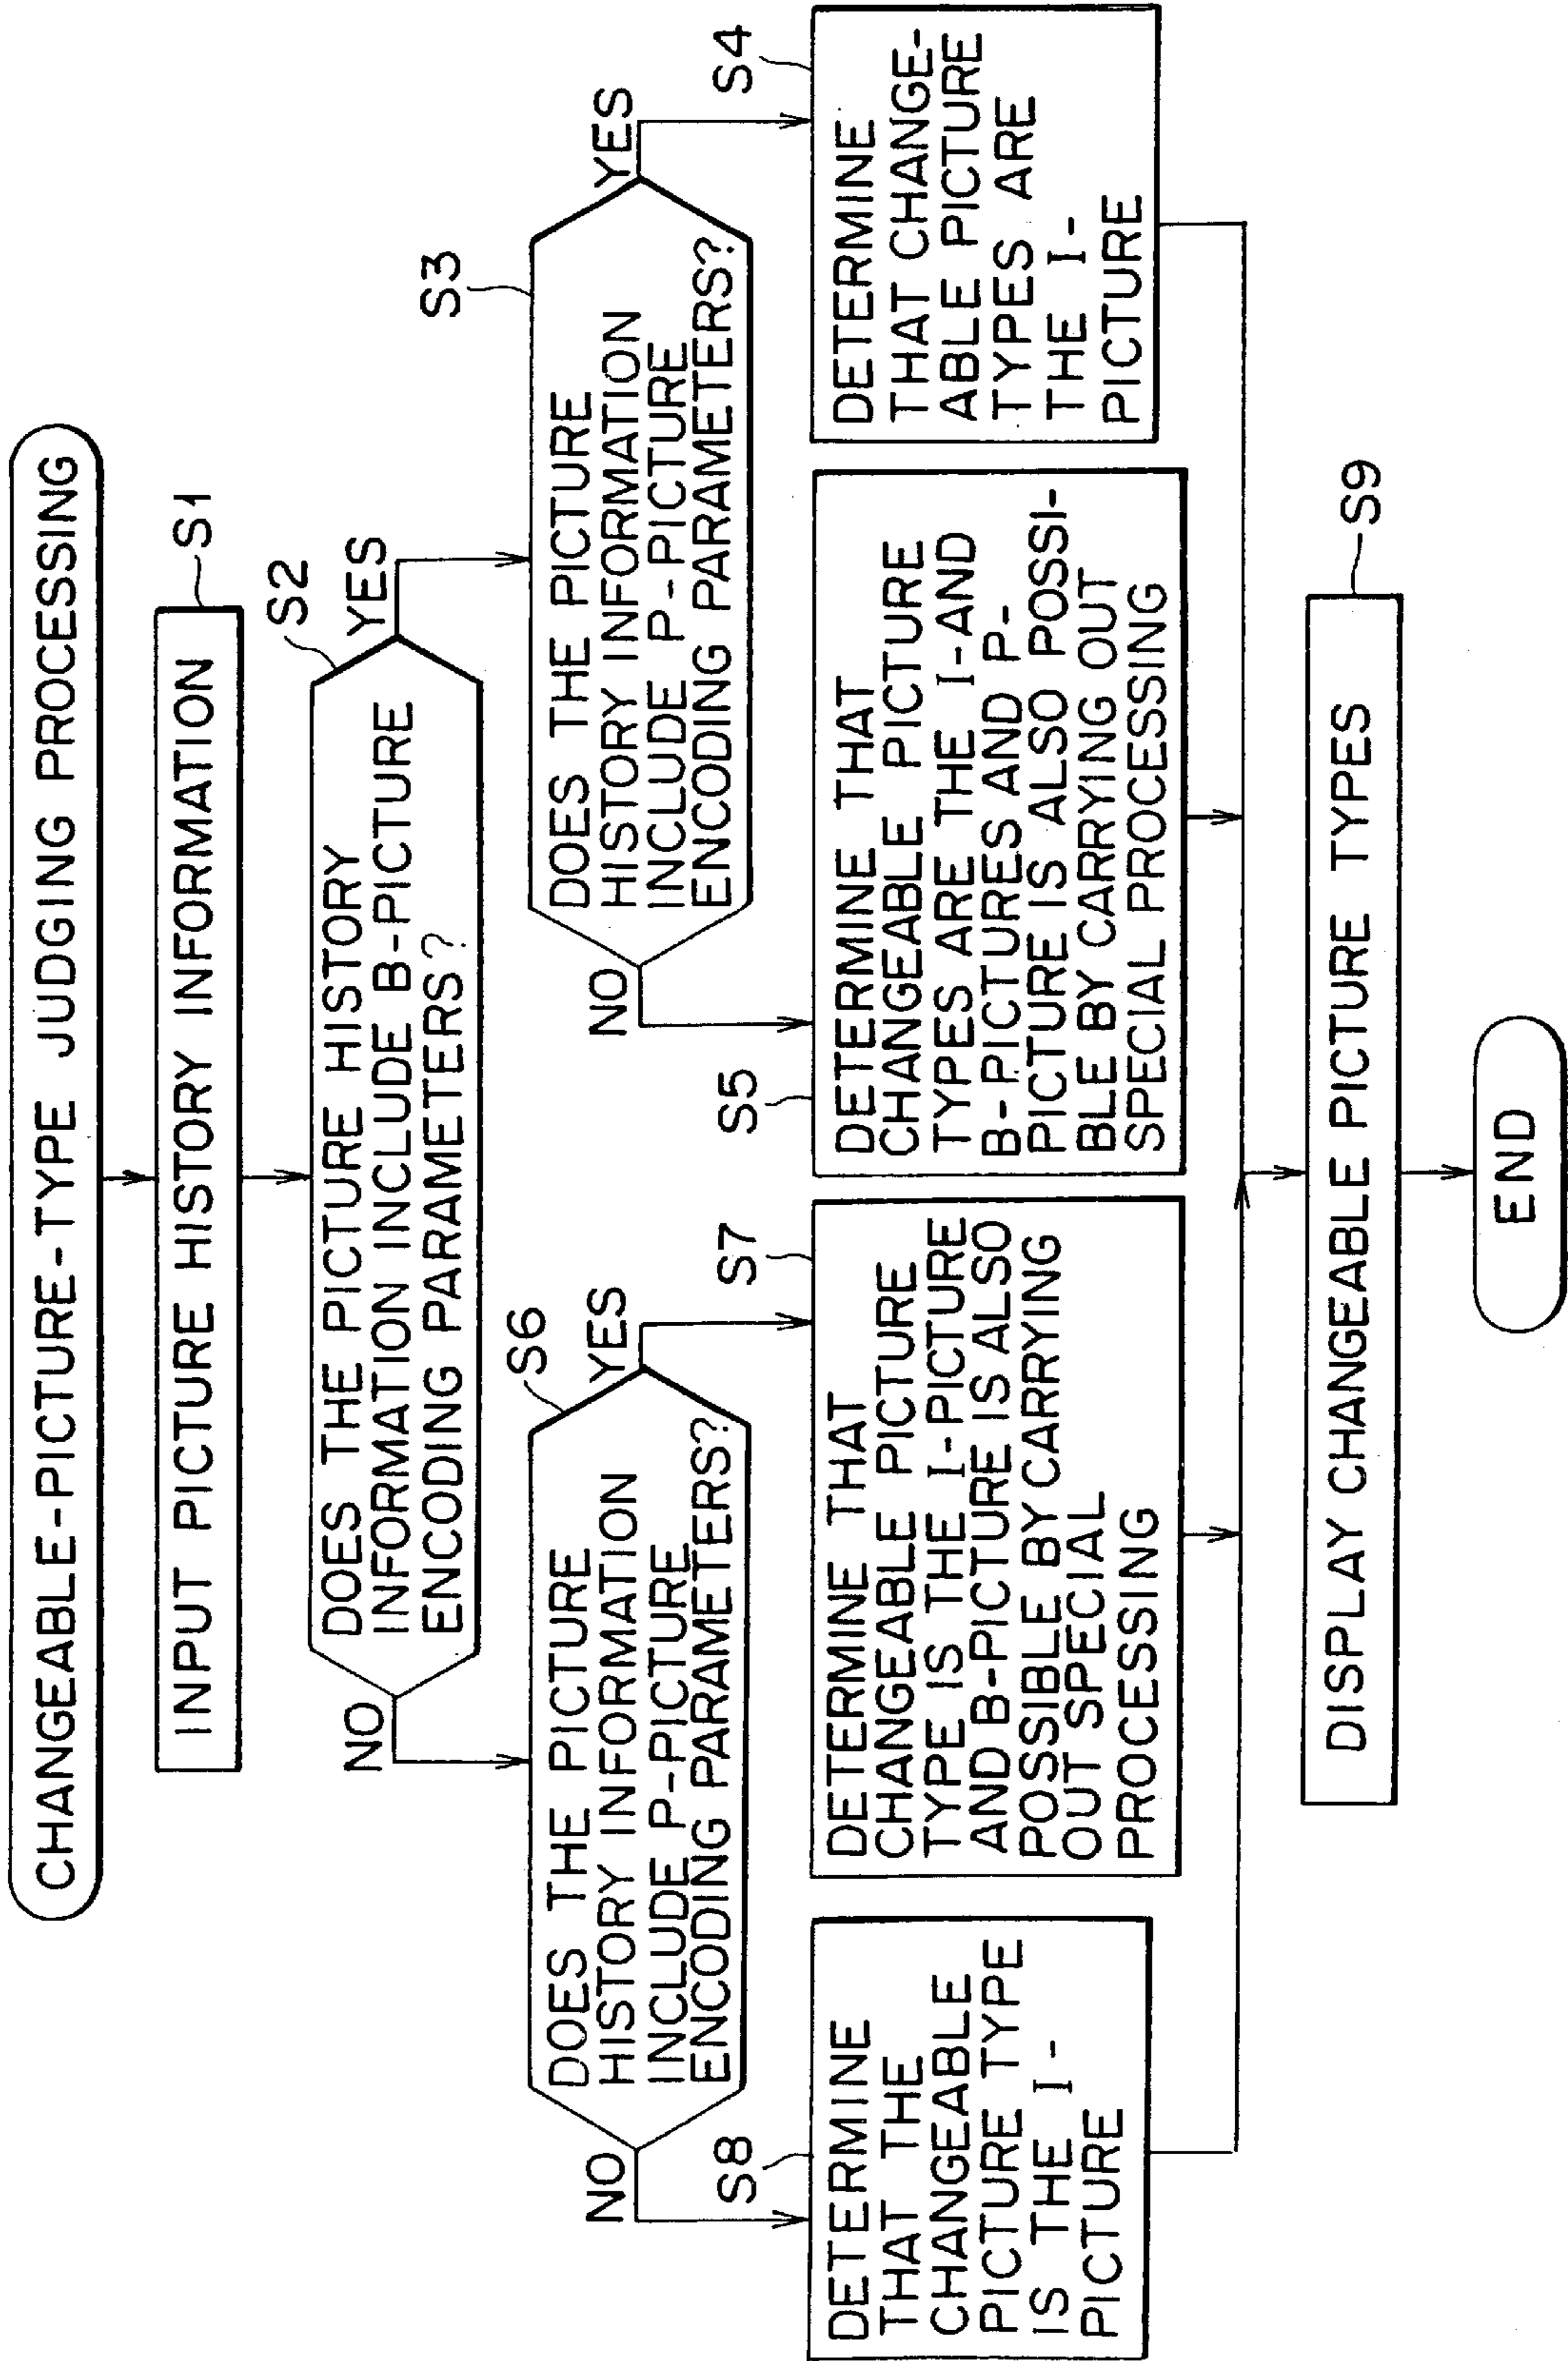 CHANGEABLE-PICTURE-TYPE JUDGING PROCESSING
S1
INPUT PICTURE HISTORY INFORMATION
S2
DOES THE PICTURE HISTORY
INFORMATION INCLUDE B-PICTURE
ENCODING PARAMETERS?
NO
YES
S6
DOES THE PICTURE
HISTORY INFORMATION
INCLUDE P-PICTURE
ENCODING PARAMETERS?
NO
YES
S3
DOES THE PICTURE
HISTORY INFORMATION
INCLUDE P-PICTURE
ENCODING PARAMETERS?
NO
YES
S8
DETERMINE
THAT THE
CHANGEABLE
PICTURE TYPE
IS THE I-
PICTURE
S7
DETERMINE THAT
CHANGEABLE PICTURE
TYPE IS THE I-PICTURE
AND B-PICTURE IS ALSO
POSSIBLE BY CARRYING
OUT SPECIAL
PROCESSING
S5
DETERMINE THAT
CHANGEABLE PICTURE
TYPES ARE THE I-AND
B-PICTURES AND P-
PICTURE IS ALSO POSSI-
BLE BY CARRYING OUT
SPECIAL PROCESSING
S4
DETERMINE
THAT CHANGE-
ABLE PICTURE
TYPES ARE
THE I-
PICTURE
S9
DISPLAY CHANGEABLE PICTURE TYPES
END